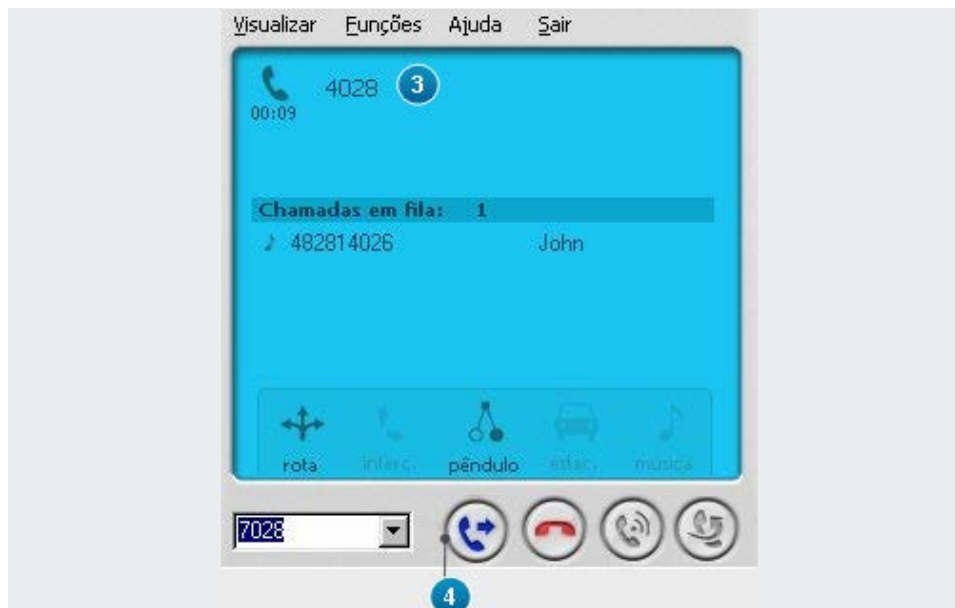 Visualizar Funções Ajuda Sair
4028 3
00:09
Chamadas em fila: 1
482814026 John
rota interc. pêndulo estac. música
7028
4